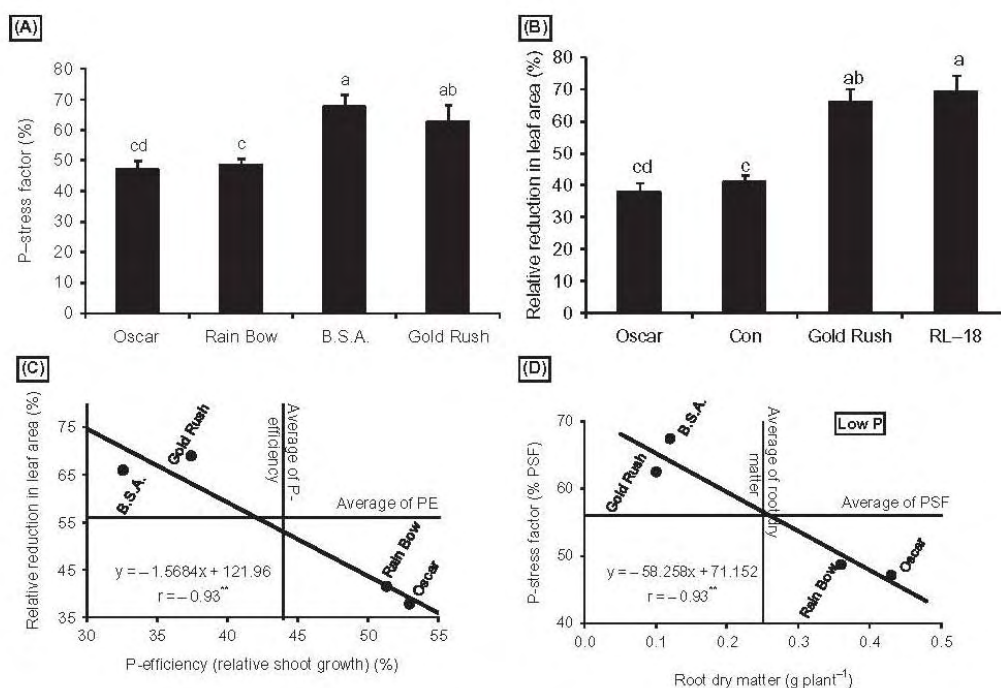 (A)
P–stress factor (%)
80
70
60
50
40
30
20
10
0
cd
c
a
ab
Oscar
Rain Bow
B.S.A.
Gold Rush
(B)
Relative reduction in leaf area (%)
80
70
60
50
40
30
20
10
0
cd
c
ab
a
Oscar
Con
Gold Rush
RL–18
(C)
Relative reduction in leaf area (%)
75
65
55
45
35
B.S.A.
Gold Rush
Average of P-
efficiency
Average of PE
Rain Bow
Oscar
y = –1.5684x + 121.96
r = – 0.93**
30
35
40
45
50
55
P-efficiency (relative shoot growth) (%)
(D)
P-stress factor (% PSF)
70
60
50
40
Gold Rush
B.S.A.
Average of root dry
matter
Low P
Average of PSF
Rain Bow
Oscar
y = –58.258x + 71.152
r = – 0.93**
0.0
0.1
0.2
0.3
0.4
0.5
Root dry matter (g plant–1)